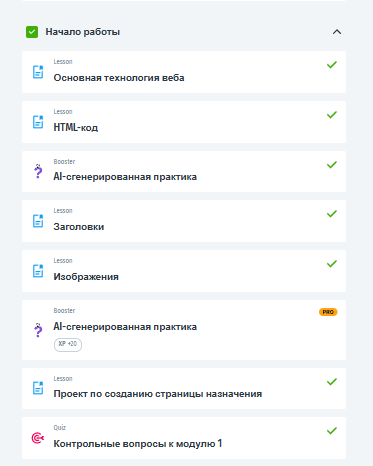 Начало работы
Lesson
Основная технология веба
Lesson
HTML-код
Booster
AI-сгенерированная практика
Lesson
Заголовки
Lesson
Изображения
Booster
PRO
AI-сгенерированная практика
XP +20
Lesson
Проект по созданию страницы назначения
Quiz
Контрольные вопросы к модулю 1